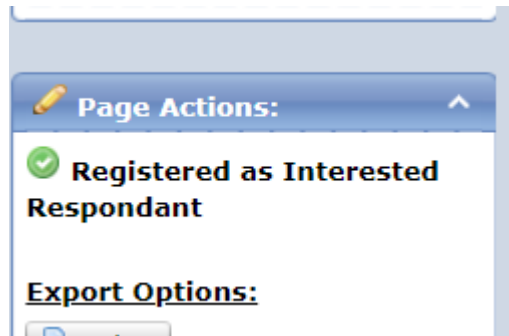 Page Actions:
Registered as Interested
Respondant
Export Options: